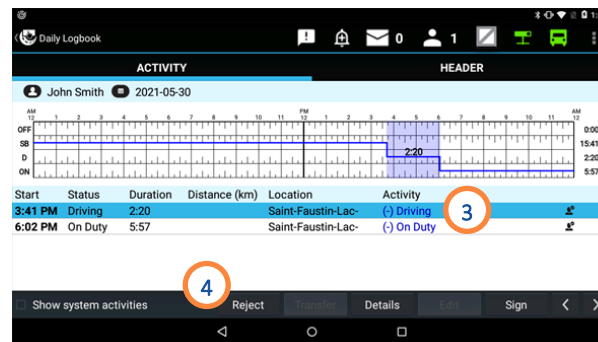 1:
Daily Logbook 0 1
ACTIVITY HEADER
John Smith 2021-05-30
AM PM AM
12 1 2 3 4 5 6 7 8 9 10 11 12 1 2 3 4 5 6 7 8 9 10 11 12
OFF 0:00
SB 15:41
D 2:20 2:20
ON 5:57
Start Status Duration Distance (km) Location Activity
3:41 PM Driving 2:20 Saint-Faustin-Lac- (-) Driving 3
6:02 PM On Duty 5:57 Saint-Faustin-Lac- (-) On Duty
4
Show system activities Reject Transfer Details Edit Sign